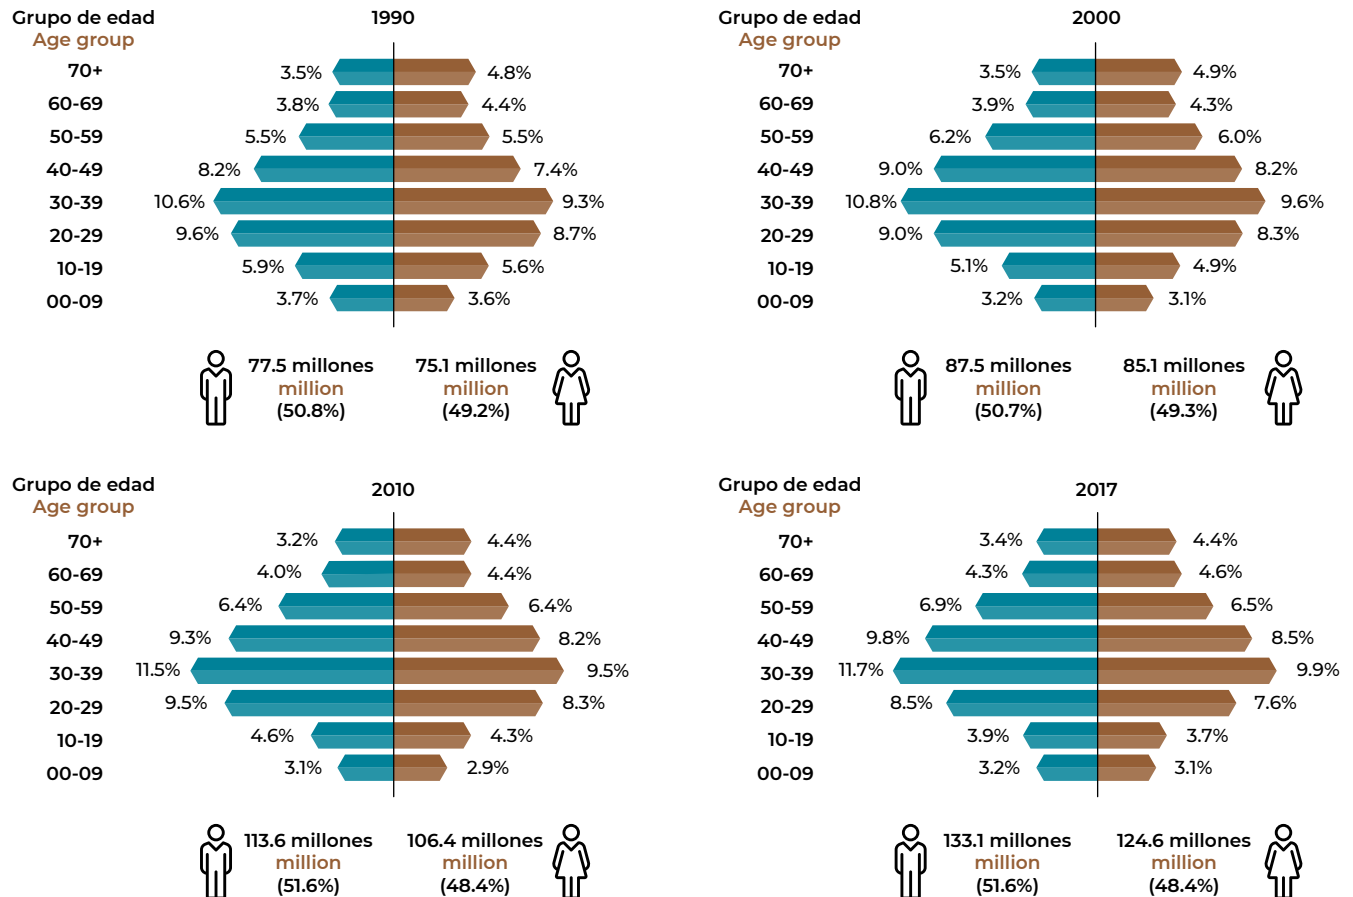 Grupo de edad
Age group
1990
70+ 3.5% 4.8%
60-69 3.8% 4.4%
50-59 5.5% 5.5%
40-49 8.2% 7.4%
30-39 10.6% 9.3%
20-29 9.6% 8.7%
10-19 5.9% 5.6%
00-09 3.7% 3.6%
77.5 millones
million
(50.8%)
75.1 millones
million
(49.2%)
Grupo de edad
Age group
2000
70+ 3.5% 4.9%
60-69 3.9% 4.3%
50-59 6.2% 6.0%
40-49 9.0% 8.2%
30-39 10.8% 9.6%
20-29 9.0% 8.3%
10-19 5.1% 4.9%
00-09 3.2% 3.1%
87.5 millones
million
(50.7%)
85.1 millones
million
(49.3%)
Grupo de edad
Age group
2010
70+ 3.2% 4.4%
60-69 4.0% 4.4%
50-59 6.4% 6.4%
40-49 9.3% 8.2%
30-39 11.5% 9.5%
20-29 9.5% 8.3%
10-19 4.6% 4.3%
00-09 3.1% 2.9%
113.6 millones
million
(51.6%)
106.4 millones
million
(48.4%)
Grupo de edad
Age group
2017
70+ 3.4% 4.4%
60-69 4.3% 4.6%
50-59 6.9% 6.5%
40-49 9.8% 8.5%
30-39 11.7% 9.9%
20-29 8.5% 7.6%
10-19 3.9% 3.7%
00-09 3.2% 3.1%
133.1 millones
million
(51.6%)
124.6 millones
million
(48.4%)